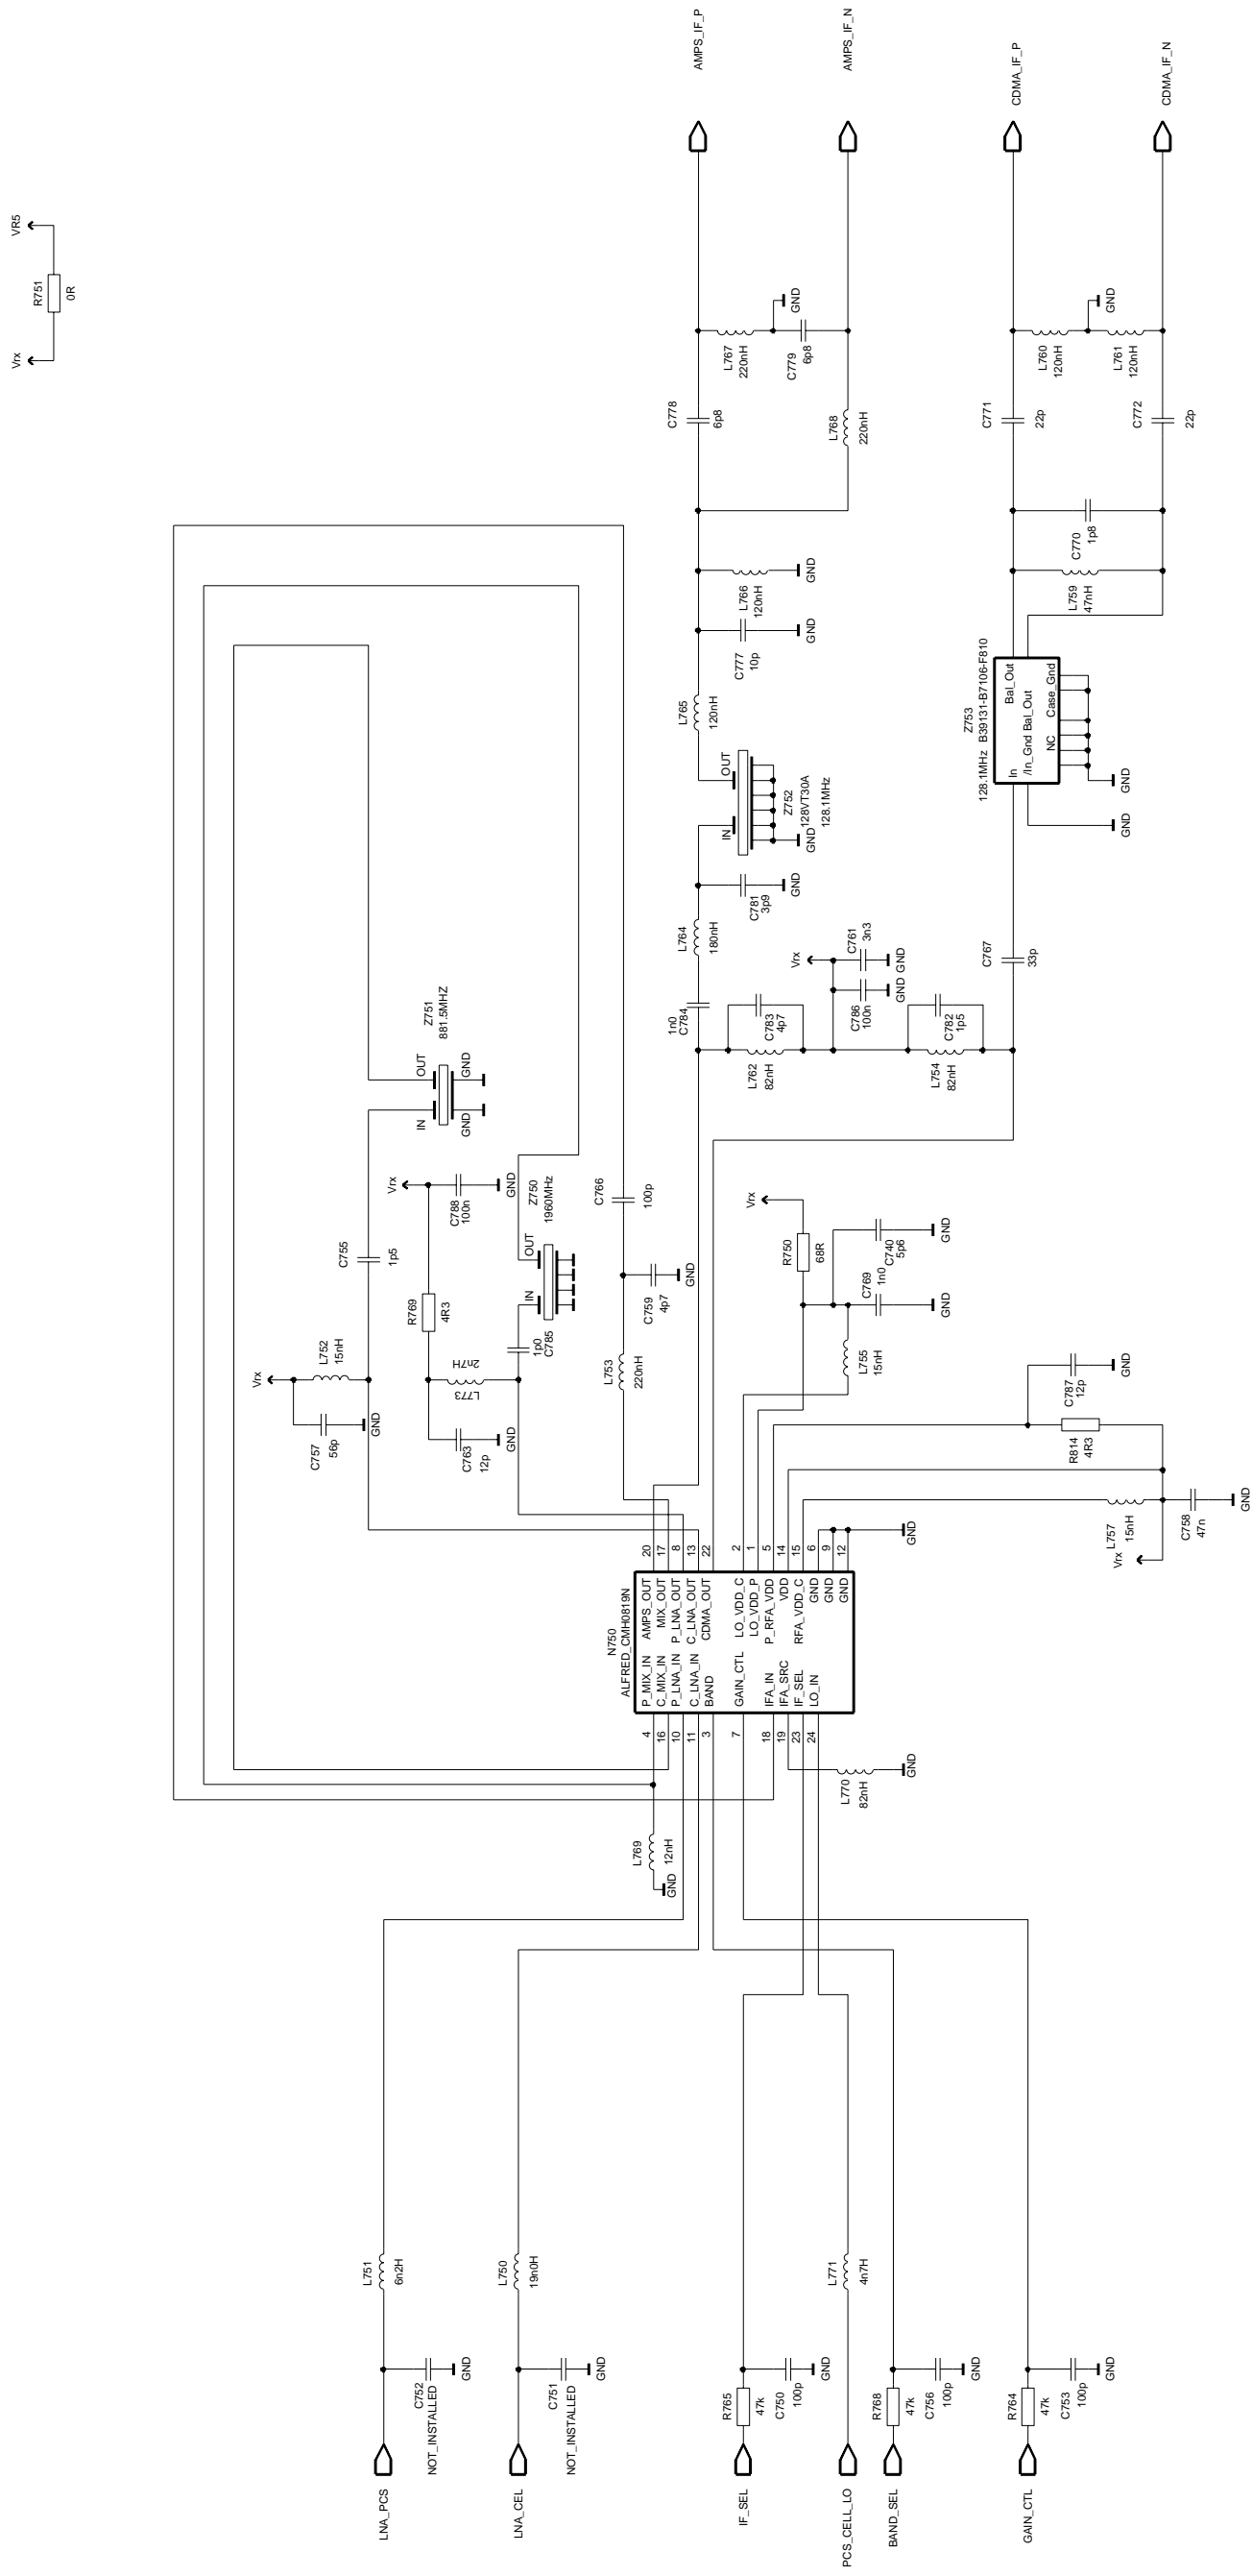 Vrx
R751
0R
VR5
AMPS_IF_P
AMPS_IF_N
CDMA_IF_P
CDMA_IF_N
L767
220nH
C779
6p8
GND
C778
6p8
L768
220nH
L760
120nH
L761
120nH
GND
C771
22p
C772
22p
C770
1p8
L759
47nH
L766
120nH
GND
C777
10p
GND
L765
120nH
Z753
128.1MHz B39131-B7106-F810
In
/In_Gnd
Bal_Out
Bal_Out
NC
Case_Gnd
GND
GND
IN
OUT
Z752
128VT30A
128.1MHz
GND
C781
3p9
GND
L764
180nH
1n0
C784
Vrx
C761
3n3
GND
C786
100n
GND
C783
4p7
L762
82nH
C782
1p5
L754
82nH
C767
33p
Z751
881.5MHZ
IN
OUT
GND
GND
C755
1p5
L752
15nH
Vrx
C757
56p
GND
Vrx
C788
100n
GND
R769
4R3
L773
2n7H
C763
12p
GND
Z750
1960MHz
IN
OUT
1p0
C785
C766
100p
C759
4p7
GND
L753
220nH
Vrx
R750
68R
C740
5p6
GND
C769
1n0
GND
L755
15nH
C787
12p
GND
R814
4R3
L757
15nH
Vrx
C758
47n
GND
GND
N750
ALFRED_CMH0819N
20
17
8
13
22
2
1
5
14
15
6
9
12
AMPS_OUT
MIX_OUT
P_LNA_OUT
C_LNA_OUT
CDMA_OUT
LO_VDD_C
LO_VDD_P
P_RFA_VDD
VDD
RFA_VDD_C
GND
GND
GND
P_MIX_IN
C_MIX_IN
P_LNA_IN
C_LNA_IN
BAND
GAIN_CTL
IFA_IN
IFA_SRC
IF_SEL
LO_IN
4
16
10
11
3
7
18
19
23
24
L770
82nH
GND
L769
12nH
GND
L751
6n2H
L750
19n0H
L771
4n7H
C752
NOT_INSTALLED
GND
C751
NOT_INSTALLED
GND
R765
47k
C750
100p
GND
R768
47k
C756
100p
GND
R764
47k
C753
100p
GND
LNA_PCS
LNA_CEL
IF_SEL
PCS_CELL_LO
BAND_SEL
GAIN_CTL